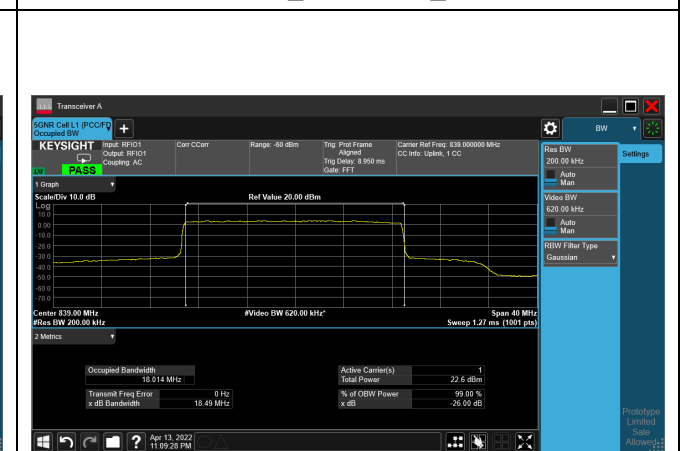 Transceiver A
5GNR Cell L1 (PCC/FD
Occupied BW
KEYSIGHT
PASS
Input: RFIO1
Output: RFIO1
Coupling: AC
Corr CCorr
Range: -60 dBm
Trig: Prot Frame
Aligned
Trig Delay: 8.950 ms
Gate: FFT
Carrier Ref Freq: 839.000000 MHz
CC Info: Uplink, 1 CC
BW
Settings
Res BW
200.00 kHz
Auto
Man
Video BW
620.00 kHz
Auto
Man
RBW Filter Type
Gaussian
1 Graph
Scale/Div 10.0 dB
Ref Value 20.00 dBm
Log
10.0
0.00
-10.0
-20.0
-30.0
-40.0
-50.0
-60.0
-70.0
Center 839.00 MHz
#Video BW 620.00 kHz*
Span 40 MHz
#Res BW 200.00 kHz
Sweep 1.27 ms (1001 pts)
2 Metrics
Occupied Bandwidth
18.014 MHz
Transmit Freq Error 0 Hz
x dB Bandwidth 18.49 MHz
Active Carrier(s) 1
Total Power 22.6 dBm
% of OBW Power 99.00 %
x dB -26.00 dB
Apr 13, 2022
11:09:28 PM
Prototype
Limited
Sale
Allowed